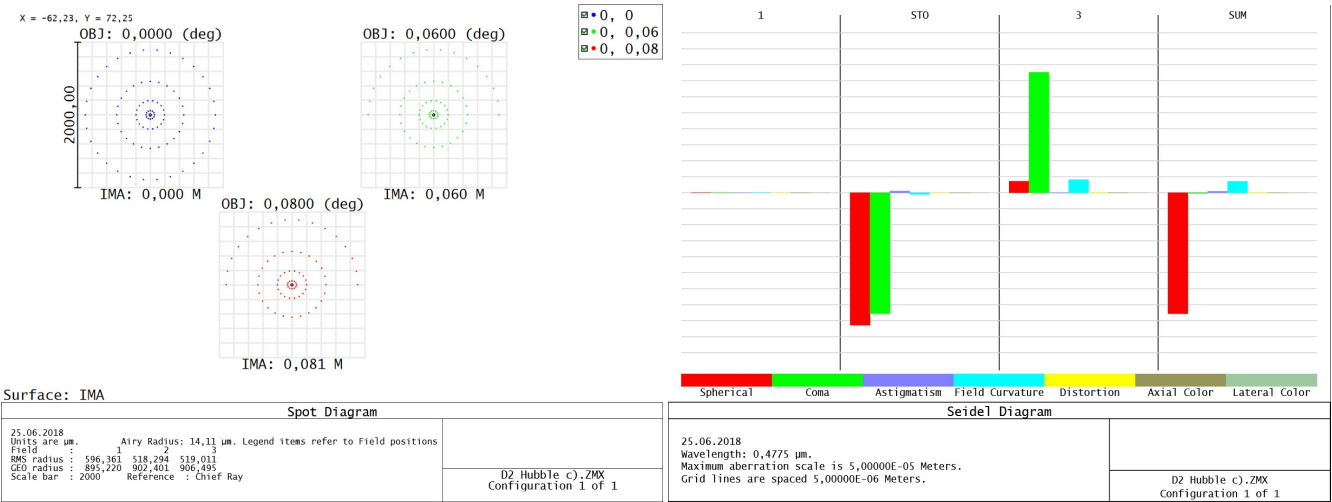 X = -62,23, Y = 72,25
OBJ: 0,0000 (deg)
OBJ: 0,0600 (deg)
0, 0
0, 0,06
0, 0,08
2000,00
IMA: 0,000 M
IMA: 0,060 M
OBJ: 0,0800 (deg)
IMA: 0,081 M
Surface: IMA
Spot Diagram
25.06.2018
Units are µm. Airy Radius: 14,11 µm. Legend items refer to Field positions
Field : 1 2 3
RMS radius : 596,361 518,294 519,011
GEO radius : 895,220 902,401 906,495
Scale bar : 2000 Reference : Chief Ray
D2 Hubble c).ZMX
Configuration 1 of 1
1 STO 3 SUM
Spherical Coma Astigmatism Field Curvature Distortion Axial Color Lateral Color
Seidel Diagram
25.06.2018
Wavelength: 0,4775 µm.
Maximum aberration scale is 5,00000E-05 Meters.
Grid lines are spaced 5,00000E-06 Meters.
D2 Hubble c).ZMX
Configuration 1 of 1